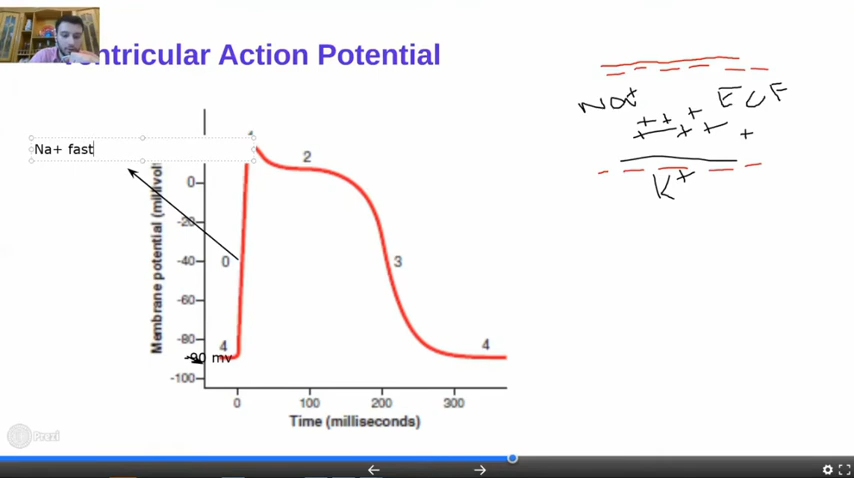 ntricular Action Potential
Na+ fast
Membrane potential (millivol
0
-20
-40
-60
-80
-100
-90 mv
4
0
2
3
4
0
100
200
300
Time (milliseconds)
Na+
ECF
+ + + + + + +
K+
Prezi